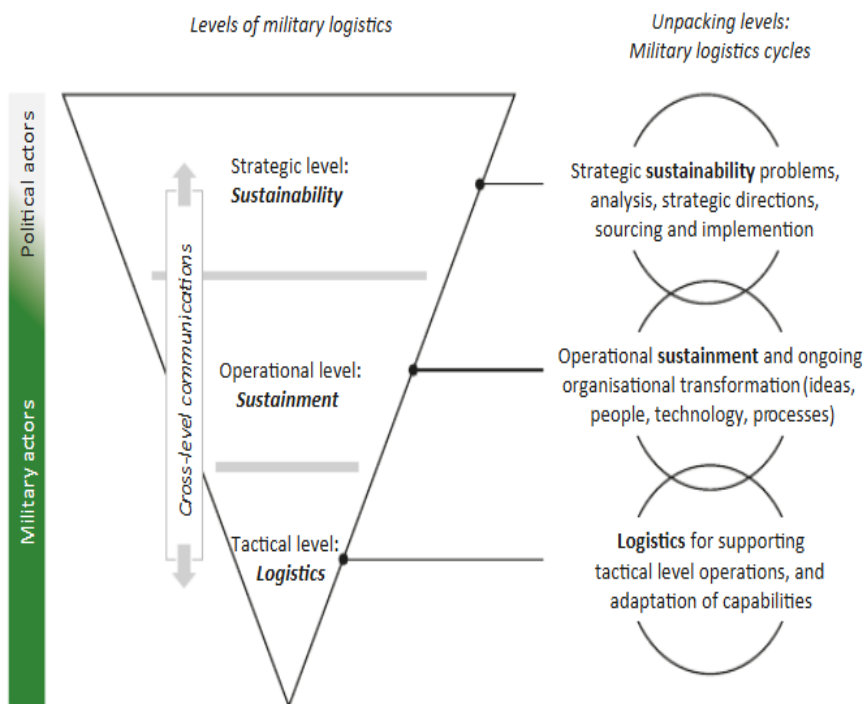 Levels of military logistics
Unpacking levels:
Military logistics cycles
Political actors
Military actors
Cross-level communications
Strategic level:
Sustainability
Strategic sustainability problems,
analysis, strategic directions,
sourcing and implemention
Operational level:
Sustainment
Operational sustainment and ongoing
organisational transformation (ideas,
people, technology, processes)
Tactical level:
Logistics
Logistics for supporting
tactical level operations, and
adaptation of capabilities